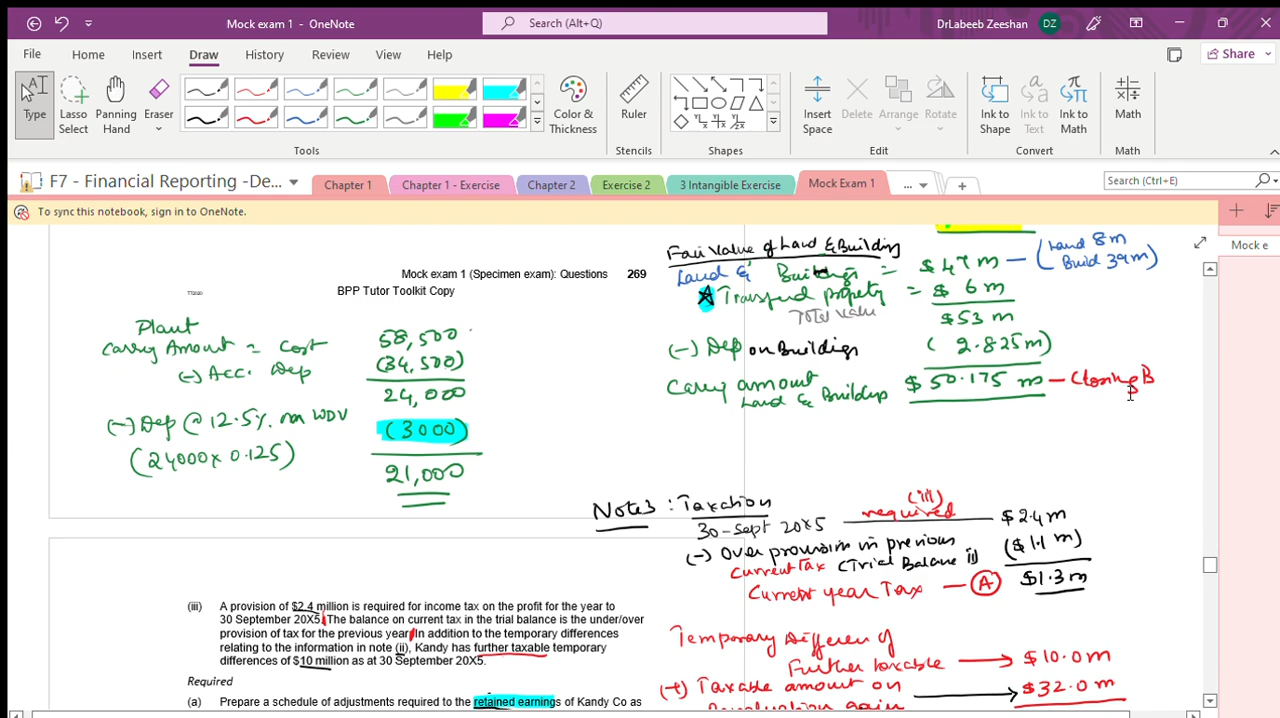 Mock exam 1 - OneNote
Search (Alt+Q)
DrLabeeb Zeeshan DZ
File Home Insert Draw History Review View Help
Share
Type
Lasso Select
Panning Hand
Eraser
Color & Thickness
Ruler
Insert Space
Delete
Arrange
Rotate
Ink to Shape
Ink to Text
Ink to Math
Math
Tools Stencils Shapes Edit Convert Math
F7 - Financial Reporting -De...
Chapter 1
Chapter 1 - Exercise
Chapter 2
Exercise 2
3 Intangible Exercise
Mock Exam 1
...
Search (Ctrl+E)
To sync this notebook, sign in to OneNote.
Mock e
Mock exam 1 (Specimen exam): Questions 269
TT2020
BPP Tutor Toolkit Copy
Plant
Carry Amount = Cost 58,500
(-) Acc. Dep (34,500)
24,000
(-) Dep @ 12.5% on WDV (3000)
(24000 x 0.125)
21,000
Fair Value of Land & Building
Land & Buildings = $47m - (Land 8m
Build 39m)
Transferd property = $6m
Total Value $53m
(-) Dep on Buildings (2.825m)
Carry amount $50.175 m - Closing B
Land & Buildings
Note 3 : Taxation
30-Sept 20x5 (iii) required $2.4m
(-) Over provision in previous ($1.1m)
Current Tax (Trial Balance i)
Current year Tax - (A) $1.3m
Temporary Differen of
Further taxable $10.0m
(+) Taxable amount on $32.0m
(iii) A provision of $2.4 million is required for income tax on the profit for the year to
30 September 20X5. The balance on current tax in the trial balance is the under/over
provision of tax for the previous year. In addition to the temporary differences
relating to the information in note (ii), Kandy has further taxable temporary
differences of $10 million as at 30 September 20X5.
Required
(a) Prepare a schedule of adjustments required to the retained earnings of Kandy Co as